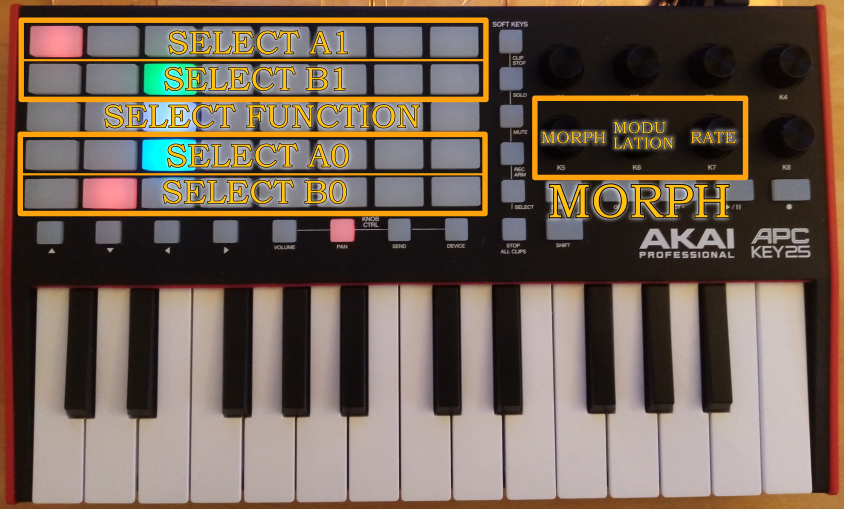 SELECT A1
SELECT B1
SELECT FUNCTION
SELECT A0
SELECT B0
SOFT KEYS
CLIP STOP
SOLO
MUTE
REC ARM
SELECT
K4
MORPH MODU LATION RATE
K5 K6 K7 K8
MORPH
▶/II
KNOB CTRL
VOLUME PAN SEND DEVICE
STOP ALL CLIPS
SHIFT
AKAI
PROFESSIONAL
APC
KEY25